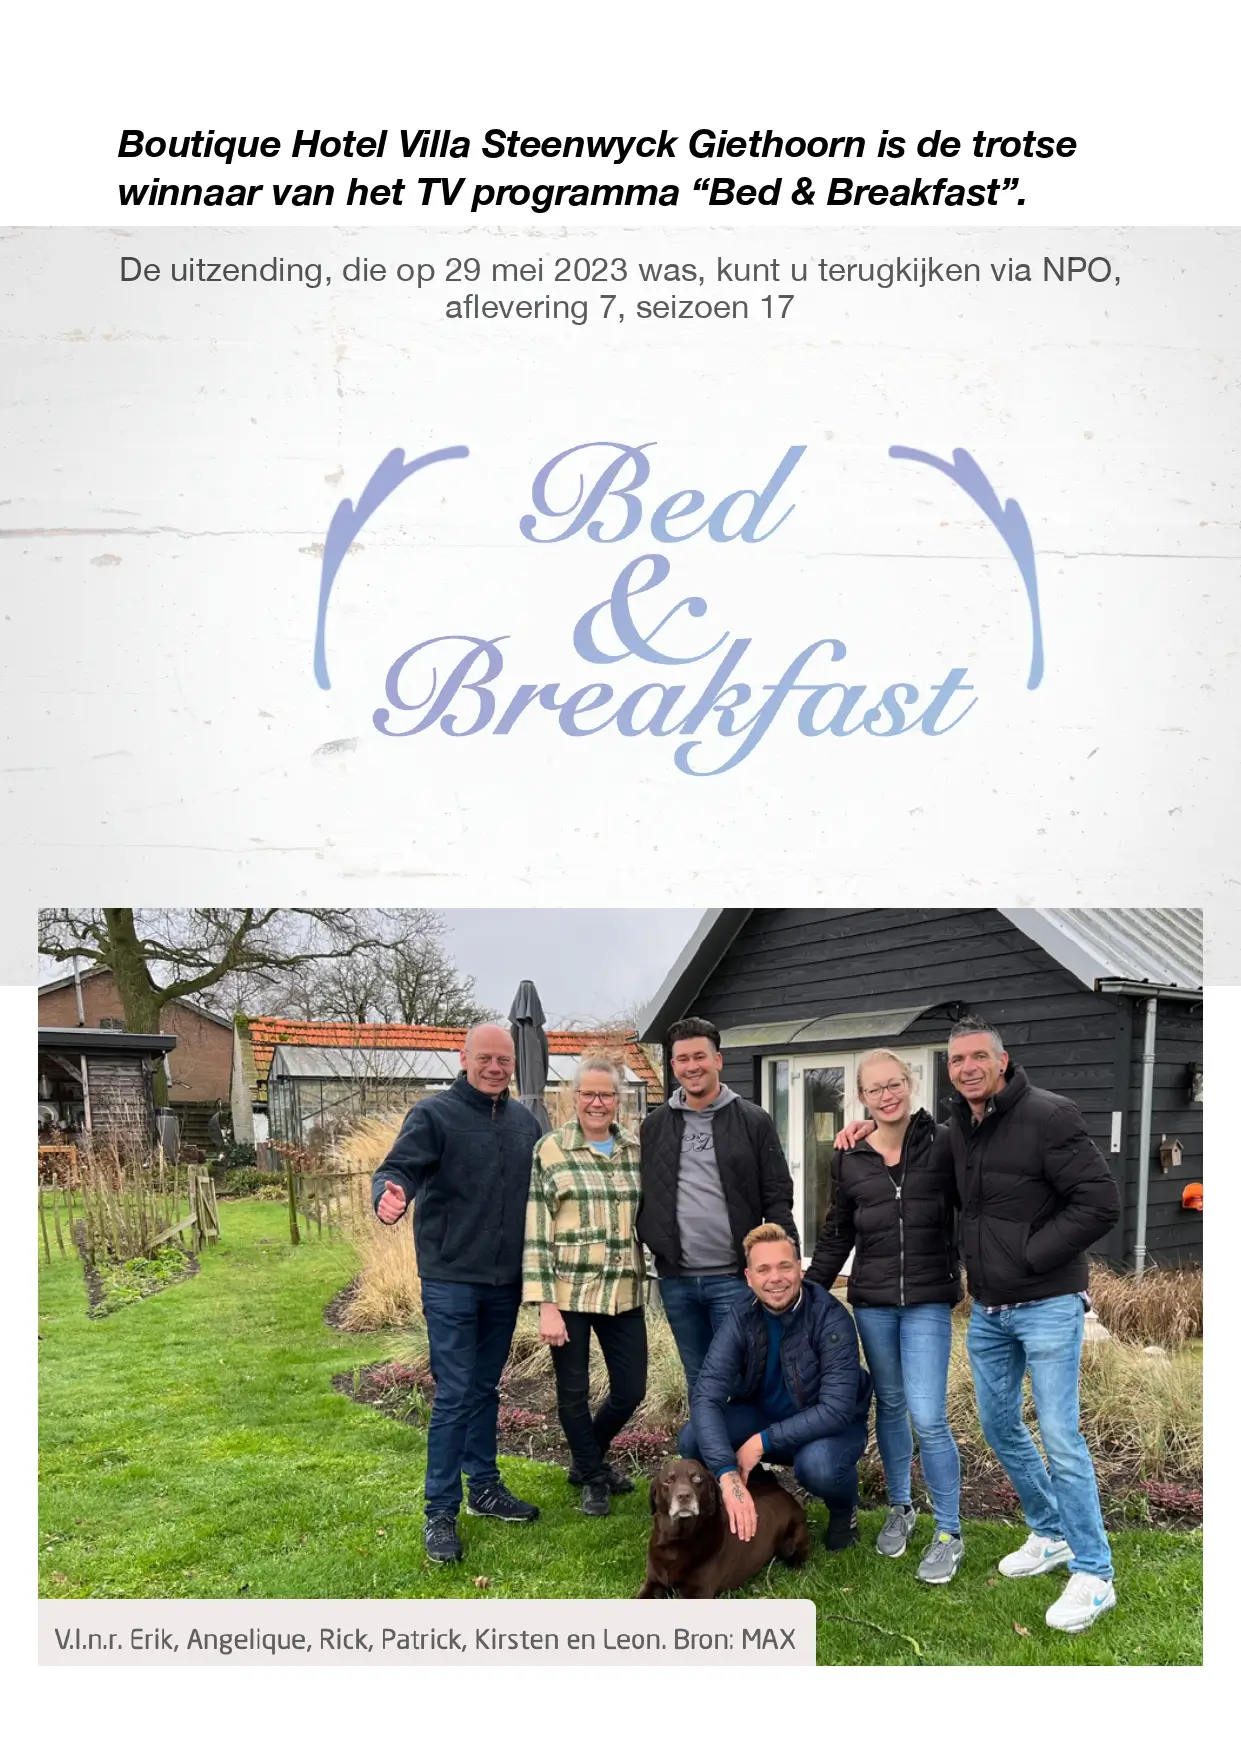 Boutique Hotel Villa Steenwyck Giethoorn is de trotse
winnaar van het TV programma “Bed & Breakfast”.
De uitzending, die op 29 mei 2023 was, kunt u terugkijken via NPO,
aflevering 7, seizoen 17
Bed
&
Breakfast
V.l.n.r. Erik, Angelique, Rick, Patrick, Kirsten en Leon. Bron: MAX